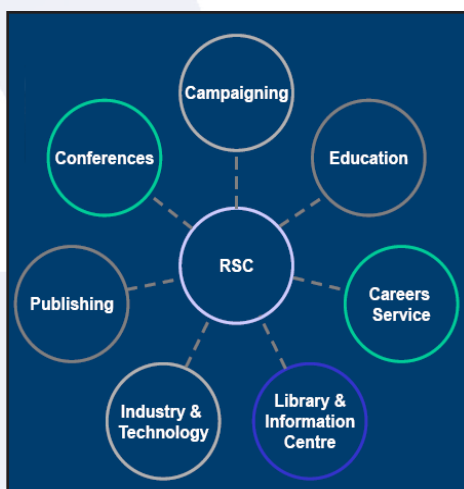 Campaigning
Conferences
Education
RSC
Publishing
Careers
Service
Industry &
Technology
Library &
Information
Centre